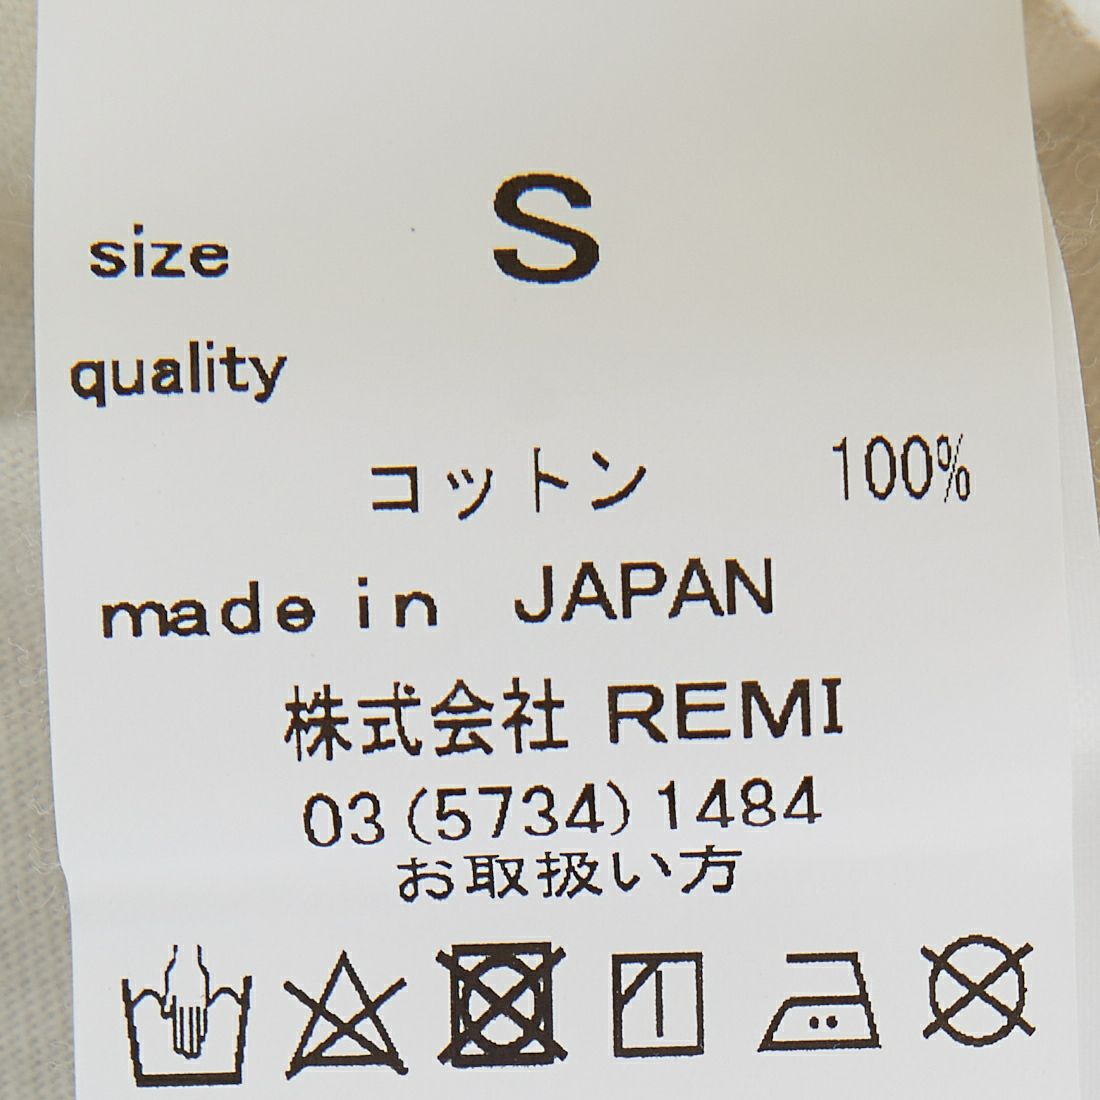 size S
quality
コットン 100%
made in JAPAN
株式会社 REMI
03(5734)1484
お取扱い方